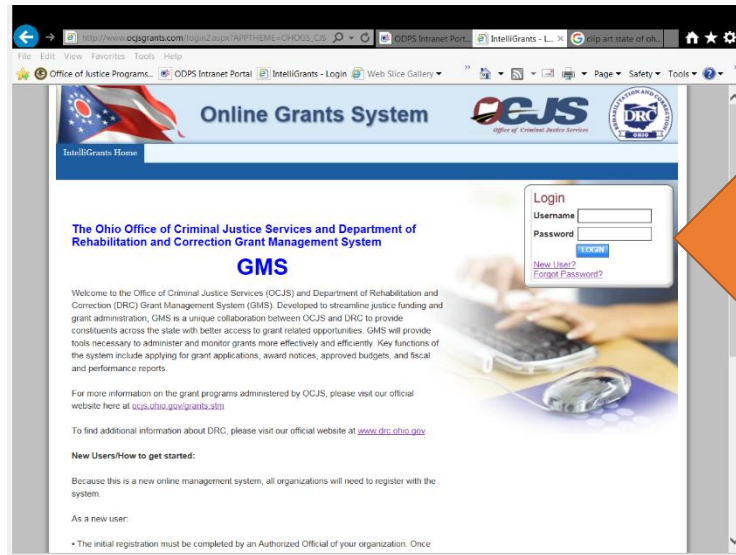 http://www.ocjsgrants.com/login2.aspx?APPTHEME=OHOGS_CJS
ODPS Intranet Port...
IntelliGrants - L...
clip art state of oh...
File Edit View Favorites Tools Help
Office of Justice Programs...
ODPS Intranet Portal
IntelliGrants - Login
Web Slice Gallery
Page
Safety
Tools
Online Grants System
OCJS
Office of Criminal Justice Services
DRC
OHIO
IntelliGrants Home
Login
Username
Password
LOGIN
New User?
Forgot Password?
The Ohio Office of Criminal Justice Services and Department of
Rehabilitation and Correction Grant Management System
GMS
Welcome to the Office of Criminal Justice Services (OCJS) and Department of Rehabilitation and
Correction (DRC) Grant Management System (GMS). Developed to streamline justice funding and
grant administration, GMS is a unique collaboration between OCJS and DRC to provide
constituents across the state with better access to grant related opportunities. GMS will provide
tools necessary to administer and monitor grants more effectively and efficiently. Key functions of
the system include applying for grant applications, award notices, approved budgets, and fiscal
and performance reports.
For more information on the grant programs administered by OCJS, please visit our official
website here at ocjs.ohio.gov/grants.stm
To find additional information about DRC, please visit our official website at www.drc.ohio.gov.
New Users/How to get started:
Because this is a new online management system, all organizations will need to register with the
system.
As a new user:
• The initial registration must be completed by an Authorized Official of your organization. Once